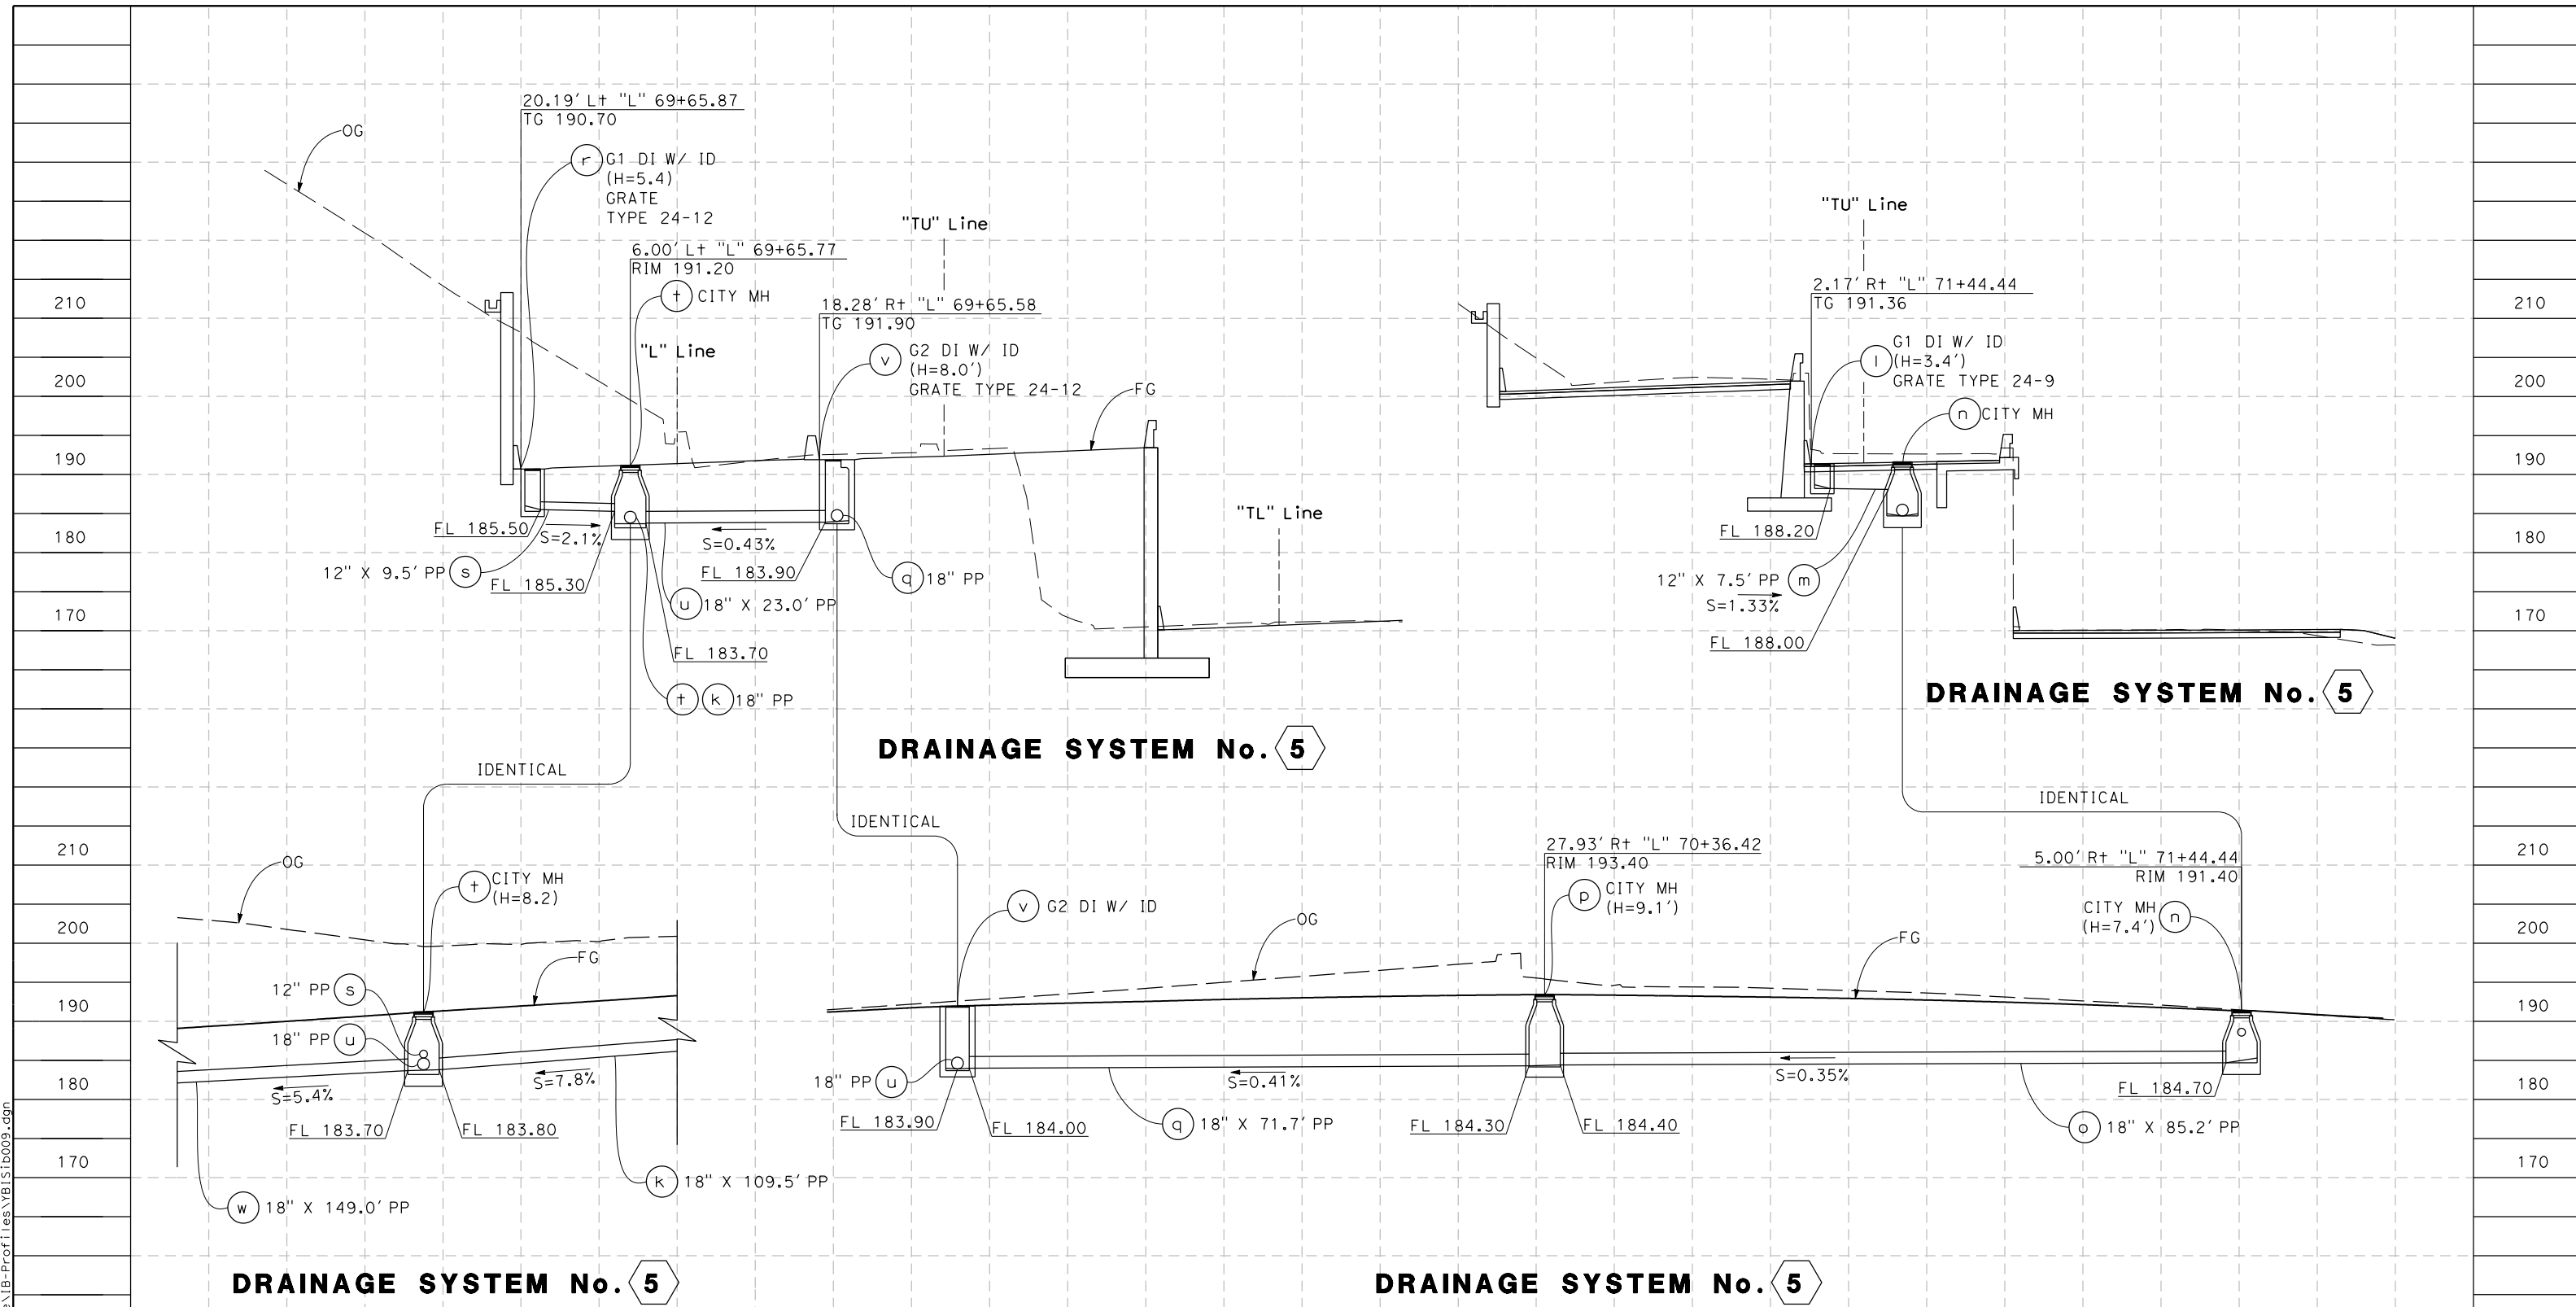 20.19' Lt "L" 69+65.87
TG 190.70
OG
r
G1 DI W/ ID
(H=5.4)
GRATE
TYPE 24-12
"TU" Line
6.00' Lt "L" 69+65.77
RIM 191.20
t
CITY MH
18.28' Rt "L" 69+65.58
TG 191.90
"L" Line
v
G2 DI W/ ID
(H=8.0')
GRATE TYPE 24-12
FG
"TL" Line
FL 185.50
S=2.1%
S=0.43%
12" X 9.5' PP
s
FL 185.30
FL 183.90
q
18" PP
u
18" X 23.0' PP
FL 183.70
t
k
18" PP
DRAINAGE SYSTEM No. 5
"TU" Line
2.17' Rt "L" 71+44.44
TG 191.36
G1 DI W/ ID
l
(H=3.4')
GRATE TYPE 24-9
n
CITY MH
FL 188.20
12" X 7.5' PP
m
S=1.33%
FL 188.00
DRAINAGE SYSTEM No. 5
210
200
190
180
170
210
200
190
180
170
IDENTICAL
IDENTICAL
IDENTICAL
OG
t
CITY MH
(H=8.2)
FG
12" PP
s
18" PP
u
S=5.4%
S=7.8%
FL 183.70
FL 183.80
k
18" X 109.5' PP
w
18" X 149.0' PP
DRAINAGE SYSTEM No. 5
27.93' Rt "L" 70+36.42
RIM 193.40
p
CITY MH
(H=9.1')
5.00' Rt "L" 71+44.44
RIM 191.40
CITY MH
(H=7.4')
n
v
G2 DI W/ ID
OG
FG
18" PP
u
S=0.41%
S=0.35%
FL 183.90
FL 184.00
q
18" X 71.7' PP
FL 184.30
FL 184.40
FL 184.70
o
18" X 85.2' PP
DRAINAGE SYSTEM No. 5
210
200
190
180
170
210
200
190
180
170